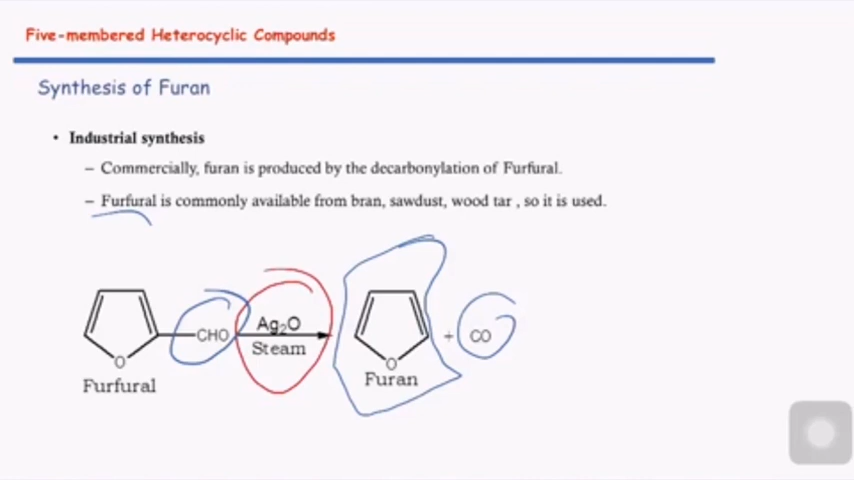 Five-membered Heterocyclic Compounds
Synthesis of Furan
• Industrial synthesis
– Commercially, furan is produced by the decarbonylation of Furfural.
– Furfural is commonly available from bran, sawdust, wood tar , so it is used.
O CHO Ag₂O Steam O + CO
Furfural Furan